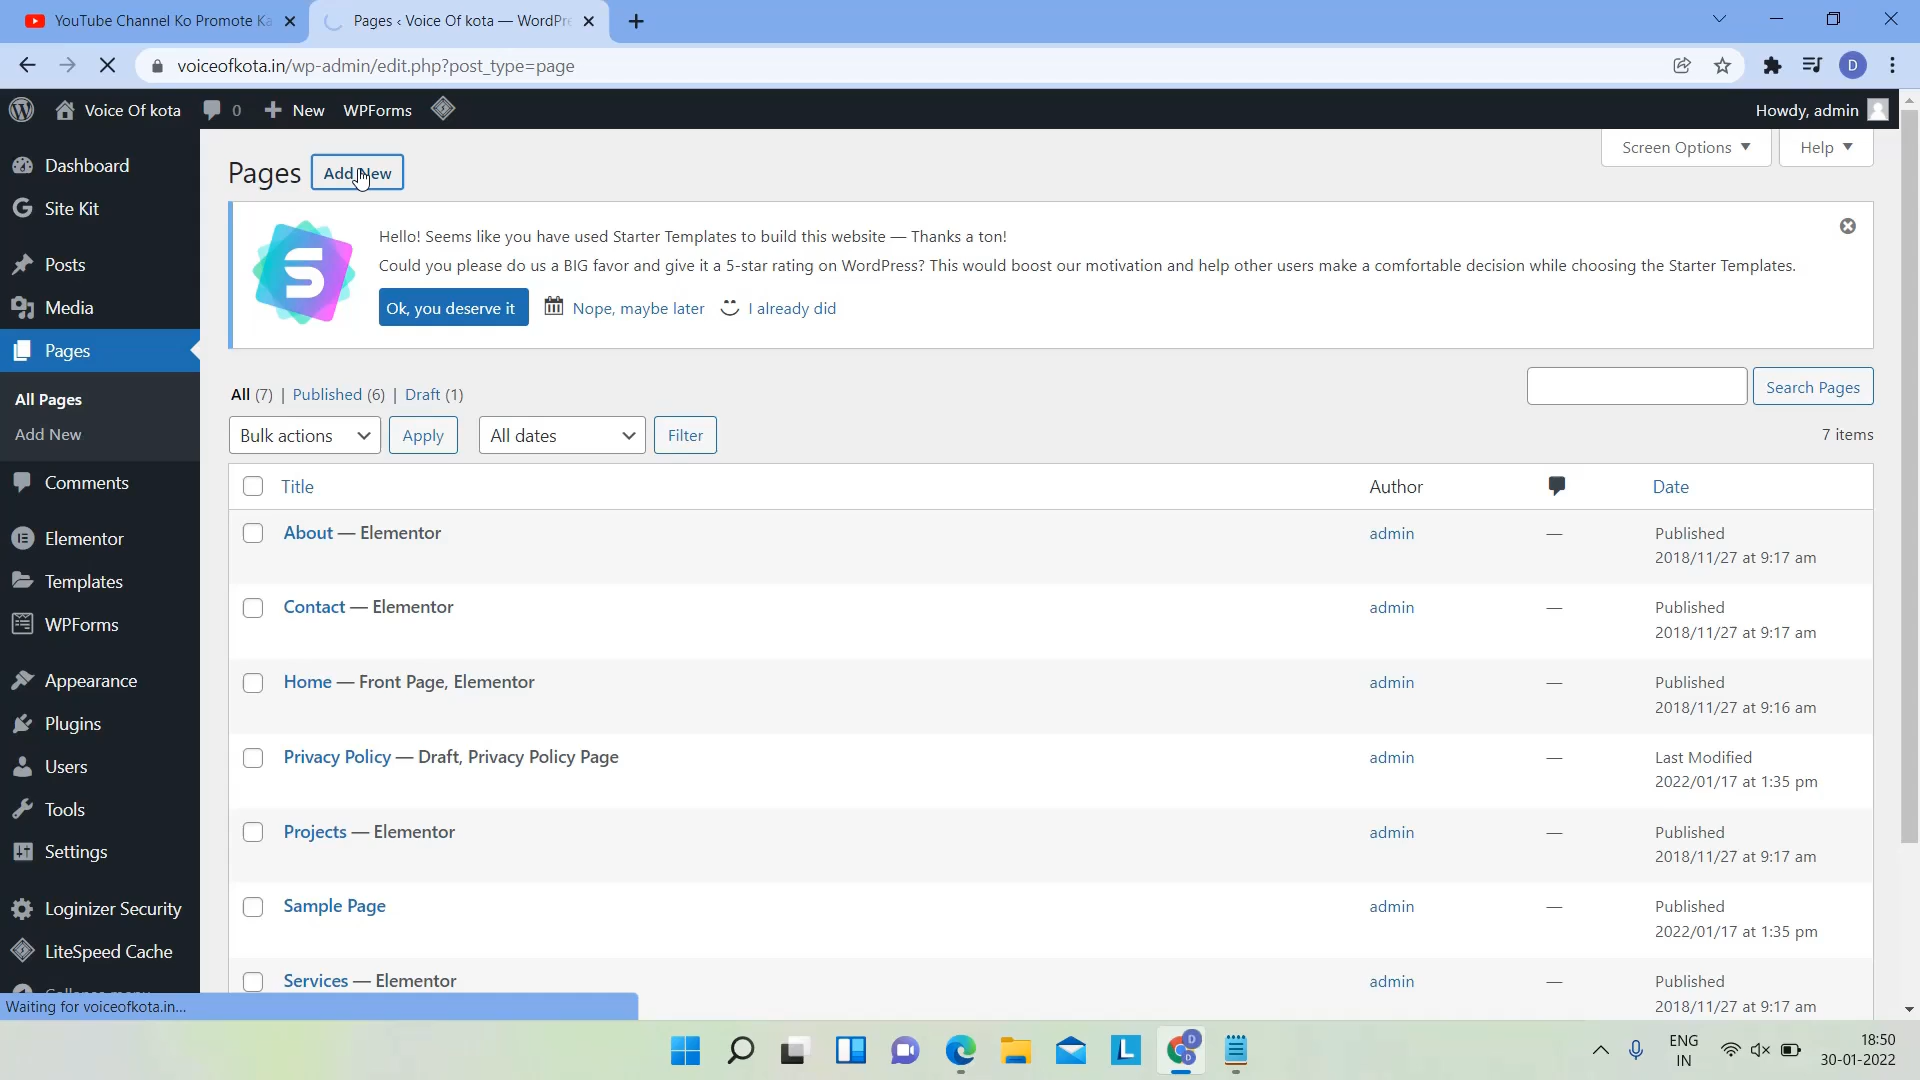 YouTube Channel Ko Promote Ka
Pages ‹ Voice Of kota — WordPre
voiceofkota.in/wp-admin/edit.php?post_type=page
D
Voice Of kota
0
New
WPForms
Howdy, admin
Dashboard
Site Kit
Posts
Media
Pages
All Pages
Add New
Comments
Elementor
Templates
WPForms
Appearance
Plugins
Users
Tools
Settings
Loginizer Security
LiteSpeed Cache
Collapse menu
Pages
Add New
Screen Options
Help
Hello! Seems like you have used Starter Templates to build this website — Thanks a ton!
Could you please do us a BIG favor and give it a 5-star rating on WordPress? This would boost our motivation and help other users make a comfortable decision while choosing the Starter Templates.
Ok, you deserve it
Nope, maybe later
I already did
All (7) | Published (6) | Draft (1)
Search Pages
Bulk actions
Apply
All dates
Filter
7 items
Title
Author
Date
About — Elementor
admin
—
Published
2018/11/27 at 9:17 am
Contact — Elementor
admin
—
Published
2018/11/27 at 9:17 am
Home — Front Page, Elementor
admin
—
Published
2018/11/27 at 9:16 am
Privacy Policy — Draft, Privacy Policy Page
admin
—
Last Modified
2022/01/17 at 1:35 pm
Projects — Elementor
admin
—
Published
2018/11/27 at 9:17 am
Sample Page
admin
—
Published
2022/01/17 at 1:35 pm
Services — Elementor
admin
—
Published
2018/11/27 at 9:17 am
Waiting for voiceofkota.in...
ENG
IN
18:50
30-01-2022